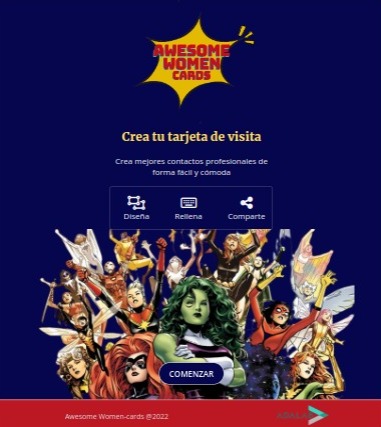 AWESOME
WOMEN
CARDS
Crea tu tarjeta de visita
Crea mejores contactos profesionales de
forma fácil y cómoda
Diseña Rellena Comparte
COMENZAR
Awesome Women-cards @2022